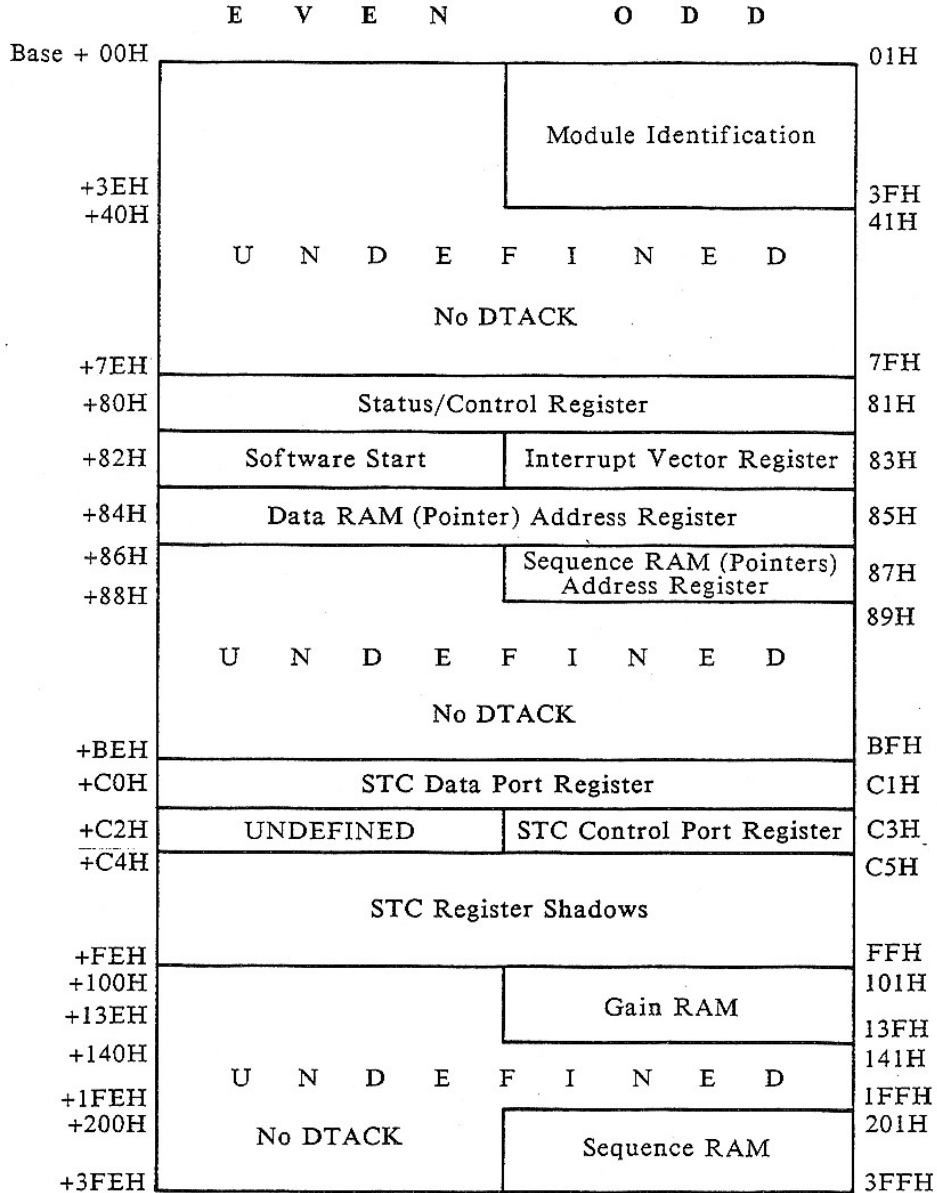 E V E N O D D
Base + 00H 01H
Module Identification
+3EH 3FH
+40H 41H
U N D E F I N E D
No DTACK
+7EH 7FH
+80H Status/Control Register 81H
+82H Software Start Interrupt Vector Register 83H
+84H Data RAM (Pointer) Address Register 85H
+86H Sequence RAM (Pointers) 87H
Address Register
+88H 89H
U N D E F I N E D
No DTACK
+BEH BFH
+C0H STC Data Port Register C1H
+C2H UNDEFINED STC Control Port Register C3H
+C4H C5H
STC Register Shadows
+FEH FFH
+100H 101H
Gain RAM
+13EH 13FH
+140H 141H
U N D E F I N E D
+1FEH 1FFH
+200H 201H
No DTACK
Sequence RAM
+3FEH 3FFH